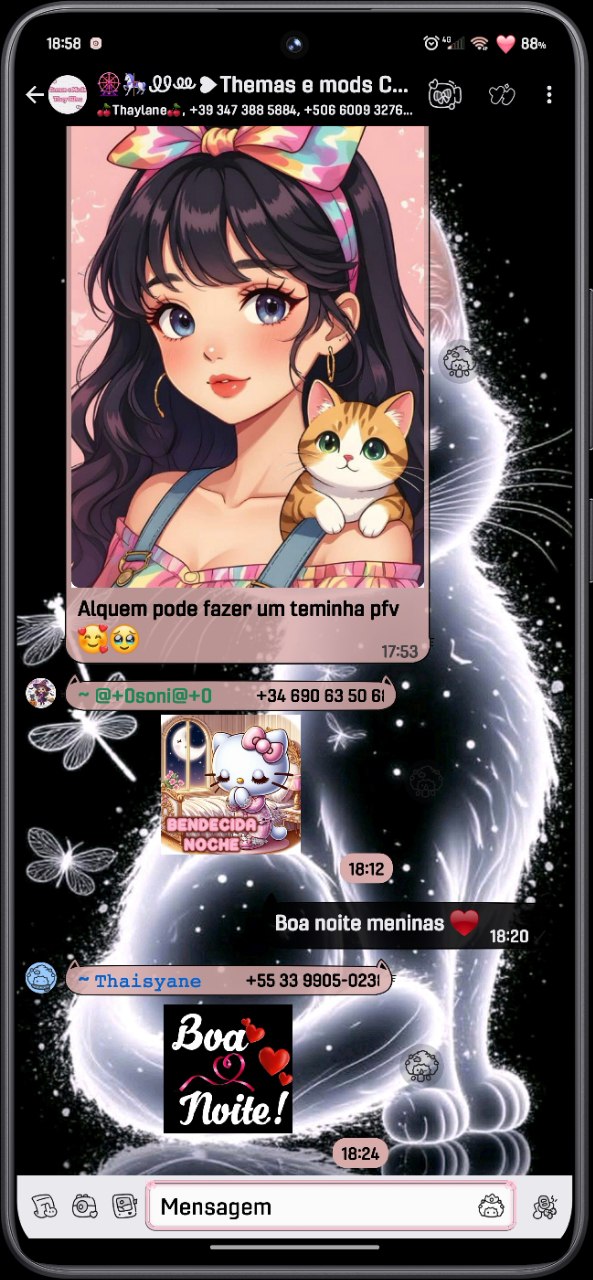 18:58
4G
88%
Themas e mods C...
🍒Thaylane🍒, +39 347 388 5884, +506 6009 3276...
Alquem pode fazer um teminha pfv
🥰🥹
17:53
~ @+0soni@+0 +34 690 63 50 6
BENDECIDA
NOCHE
18:12
Boa noite meninas ❤️
18:20
~ Thaisyane +55 33 9905-023
Boa
Noite!
18:24
Mensagem